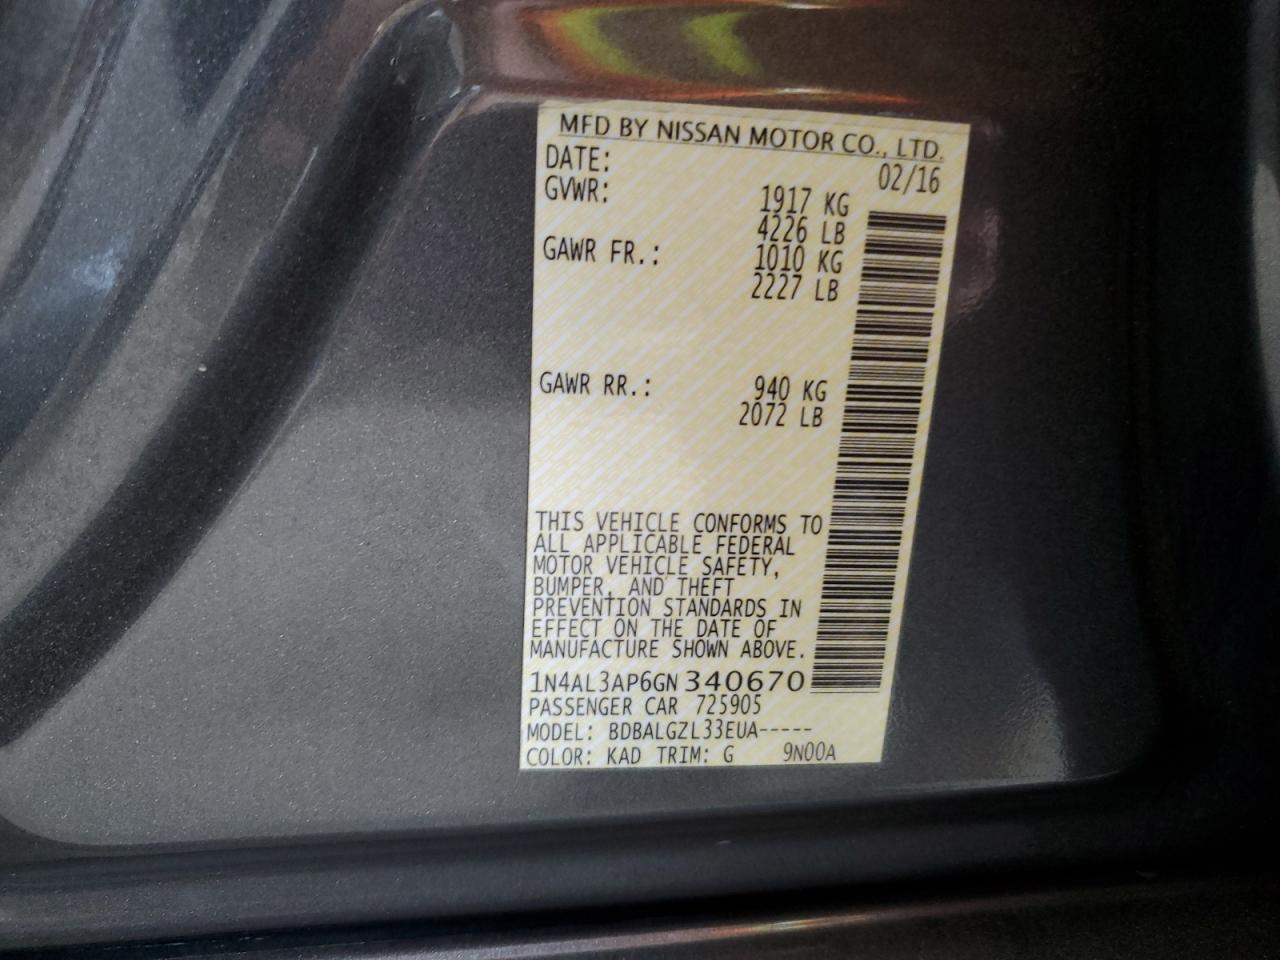 MFD BY NISSAN MOTOR CO., LTD.
DATE: 02/16
GVWR: 1917 KG
4226 LB
GAWR FR.: 1010 KG
2227 LB
GAWR RR.: 940 KG
2072 LB
THIS VEHICLE CONFORMS TO
ALL APPLICABLE FEDERAL
MOTOR VEHICLE SAFETY,
BUMPER, AND THEFT
PREVENTION STANDARDS IN
EFFECT ON THE DATE OF
MANUFACTURE SHOWN ABOVE.
1N4AL3AP6GN 340670
PASSENGER CAR 725905
MODEL: BDBALGZL33EUA-----
COLOR: KAD TRIM: G 9N00A